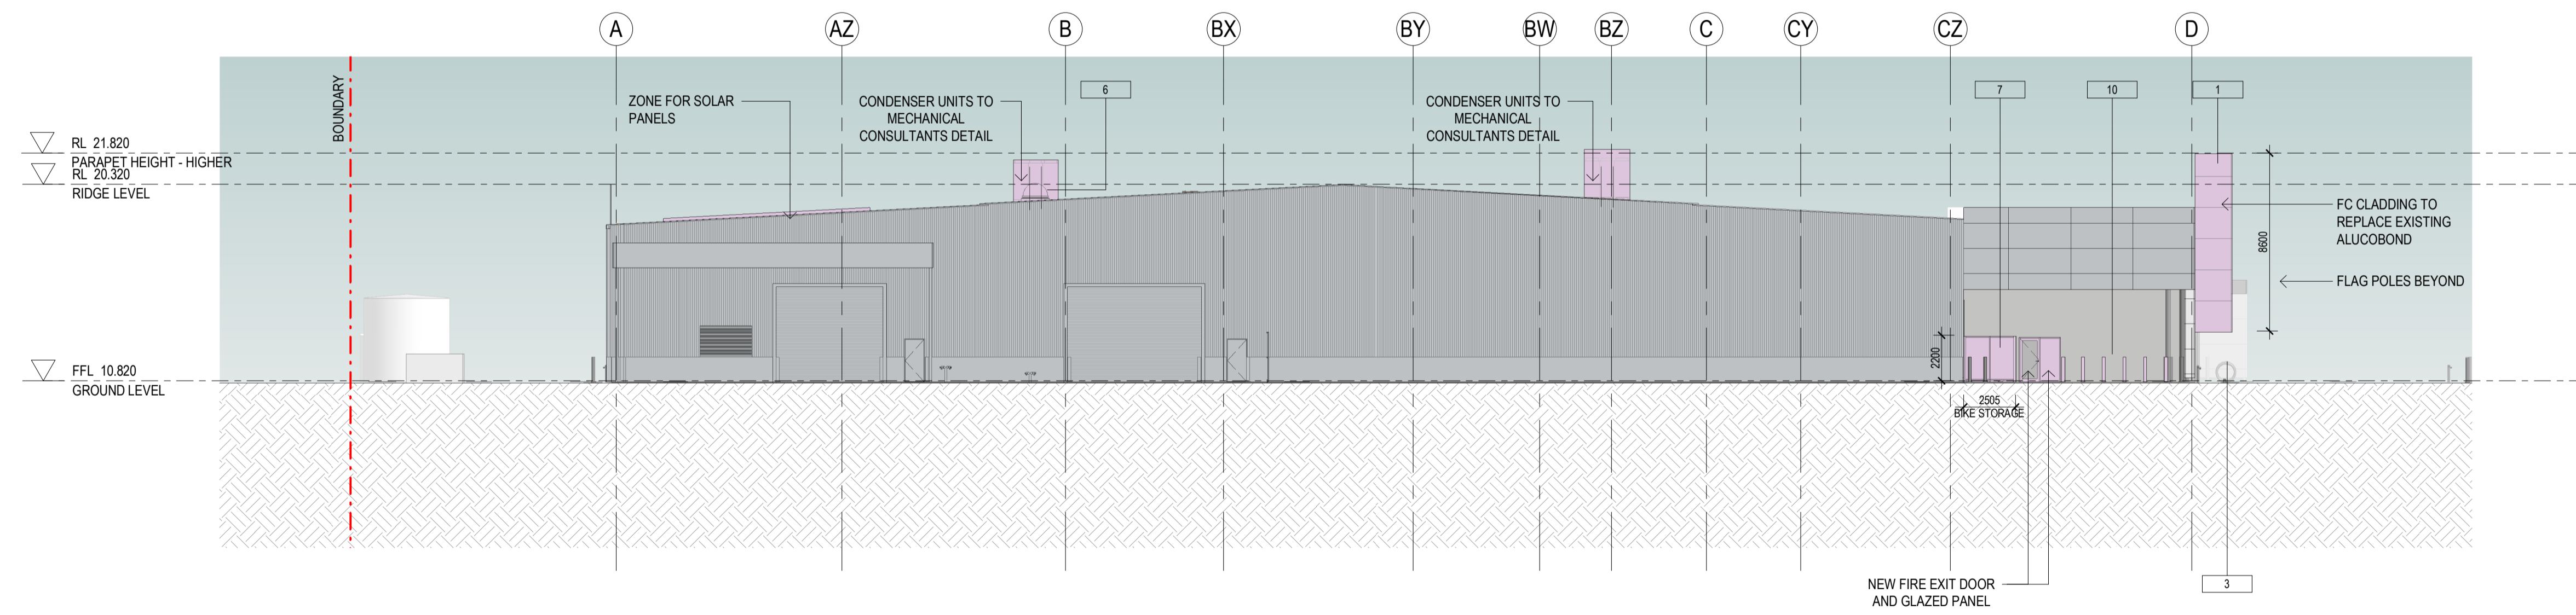 A
AZ
B
BX
BY
BW
BZ
C
CY
CZ
D
BOUNDARY
ZONE FOR SOLAR
PANELS
CONDENSER UNITS TO
MECHANICAL
CONSULTANTS DETAIL
6
CONDENSER UNITS TO
MECHANICAL
CONSULTANTS DETAIL
7
10
1
RL 21.820
PARAPET HEIGHT - HIGHER
RL 20.320
RIDGE LEVEL
FC CLADDING TO
REPLACE EXISTING
ALUCOBOND
8600
FLAG POLES BEYOND
2200
FFL 10.820
GROUND LEVEL
2505
BIKE STORAGE
NEW FIRE EXIT DOOR
AND GLAZED PANEL
3